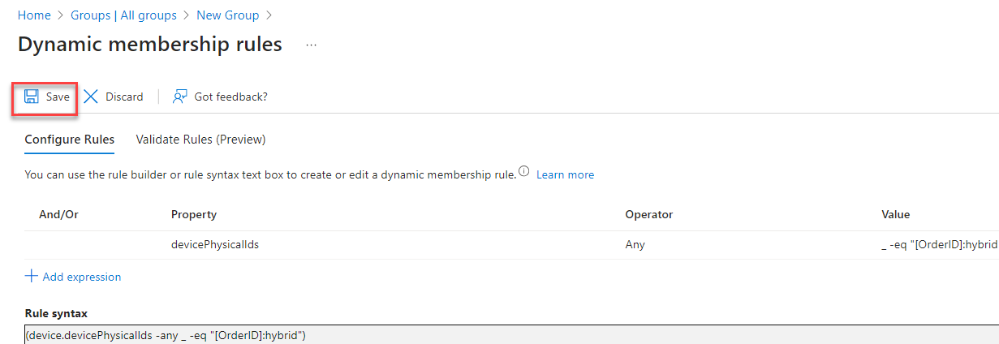 Home > Groups | All groups > New Group >
Dynamic membership rules ...
Save Discard Got feedback?
Configure Rules Validate Rules (Preview)
You can use the rule builder or rule syntax text box to create or edit a dynamic membership rule. Learn more
And/Or Property Operator Value
devicePhysicalIds Any _ -eq "[OrderID]:hybrid
+ Add expression
Rule syntax
(device.devicePhysicalIds -any _ -eq "[OrderID]:hybrid")